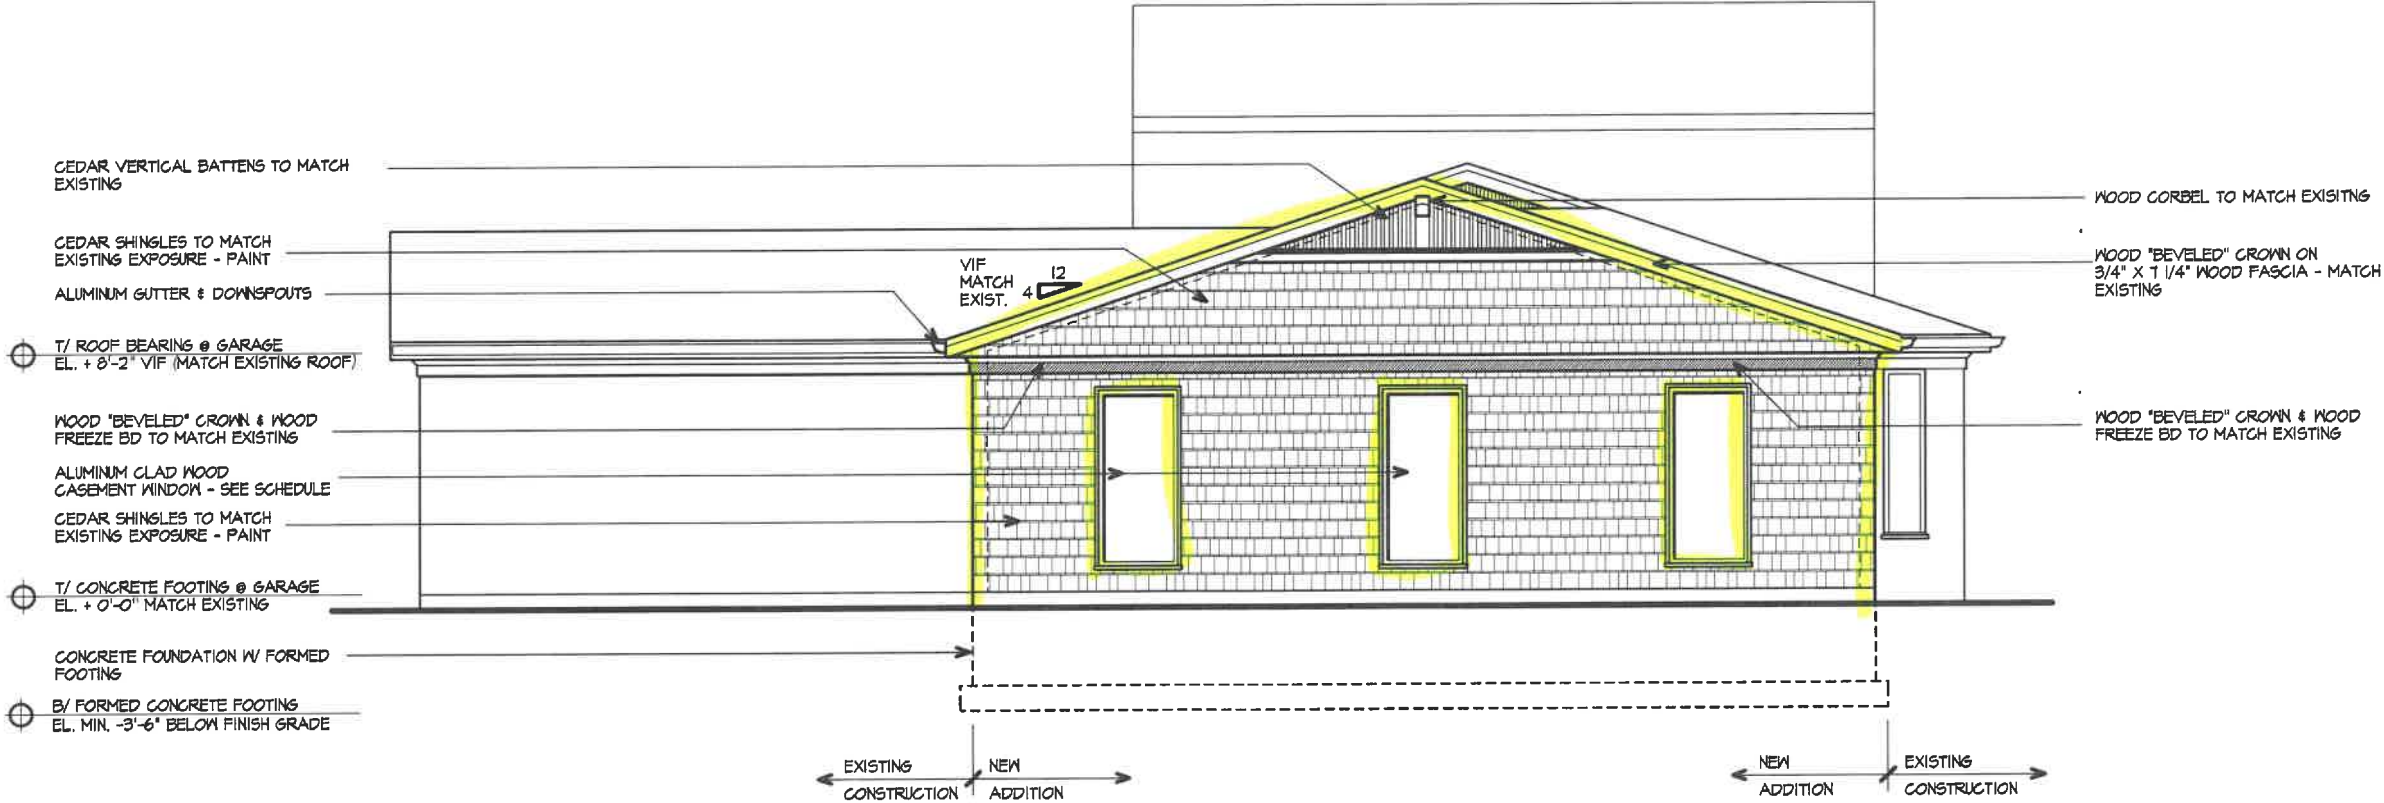 CEDAR VERTICAL BATTENS TO MATCH
EXISTING
CEDAR SHINGLES TO MATCH
EXISTING EXPOSURE - PAINT
ALUMINUM GUTTER & DOWNSPOUTS
T/ ROOF BEARING @ GARAGE
EL. + 8'-2" VIF (MATCH EXISTING ROOF)
WOOD "BEVELED" CROWN & WOOD
FREEZE BD TO MATCH EXISTING
ALUMINUM CLAD WOOD
CASEMENT WINDOW - SEE SCHEDULE
CEDAR SHINGLES TO MATCH
EXISTING EXPOSURE - PAINT
T/ CONCRETE FOOTING @ GARAGE
EL. + 0'-0" MATCH EXISTING
CONCRETE FOUNDATION W/ FORMED
FOOTING
B/ FORMED CONCRETE FOOTING
EL. MIN. -3'-6" BELOW FINISH GRADE
VIF
MATCH
EXIST.
12
4
WOOD CORBEL TO MATCH EXISITNG
WOOD "BEVELED" CROWN ON
3/4" X 7 1/4" WOOD FASCIA - MATCH
EXISTING
WOOD "BEVELED" CROWN & WOOD
FREEZE BD TO MATCH EXISTING
EXISTING
CONSTRUCTION
NEW
ADDITION
NEW
ADDITION
EXISTING
CONSTRUCTION